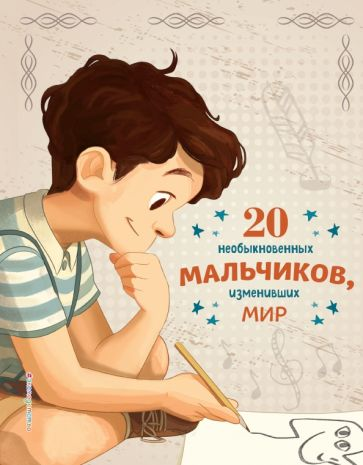 20
необыкновенных
МАЛЬЧИКОВ,
изменивших
МИР